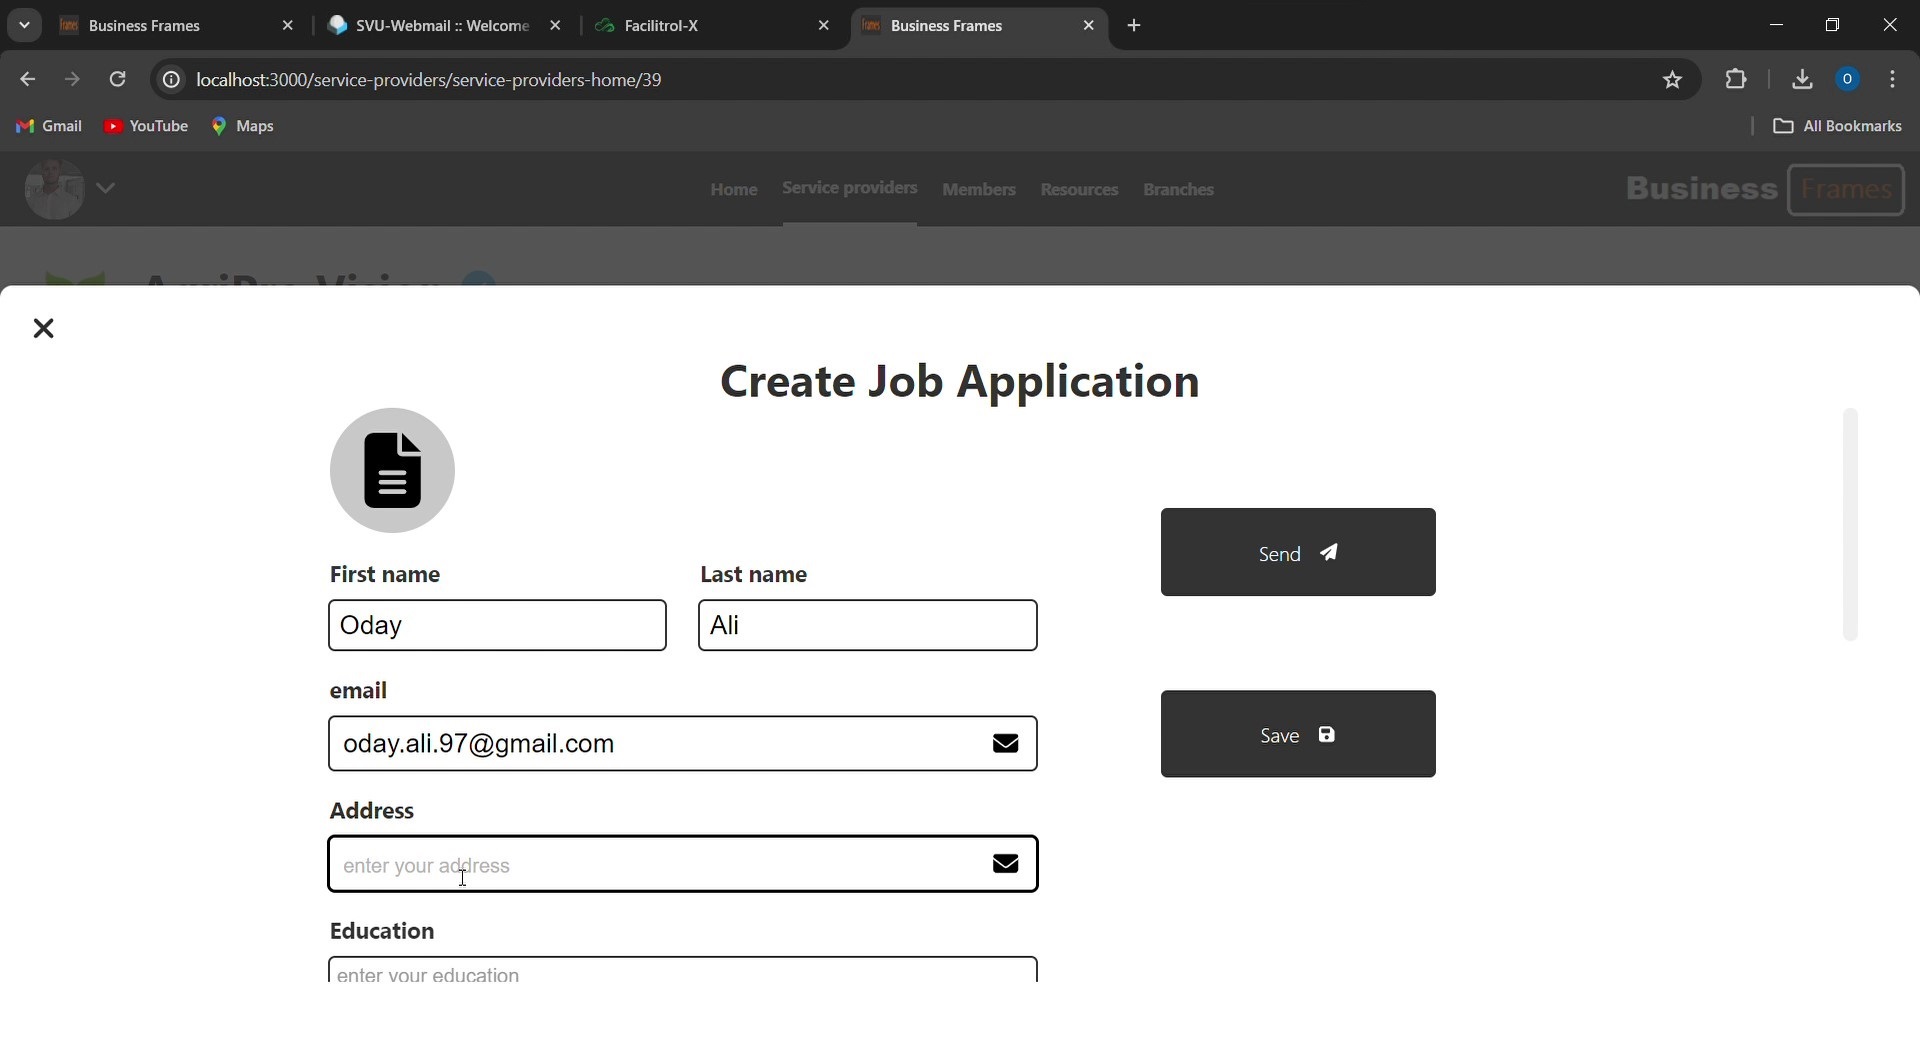 Business Frames
SVU-Webmail :: Welcome
Facilitrol-X
Business Frames
localhost:3000/service-providers/service-providers-home/39
O
Gmail
YouTube
Maps
All Bookmarks
Home
Service providers
Members
Resources
Branches
Business Frames
AgriPro Vision
Create Job Application
First name
Last name
Oday
Ali
email
oday.ali.97@gmail.com
Address
enter your address
Education
enter your education
Send
Save